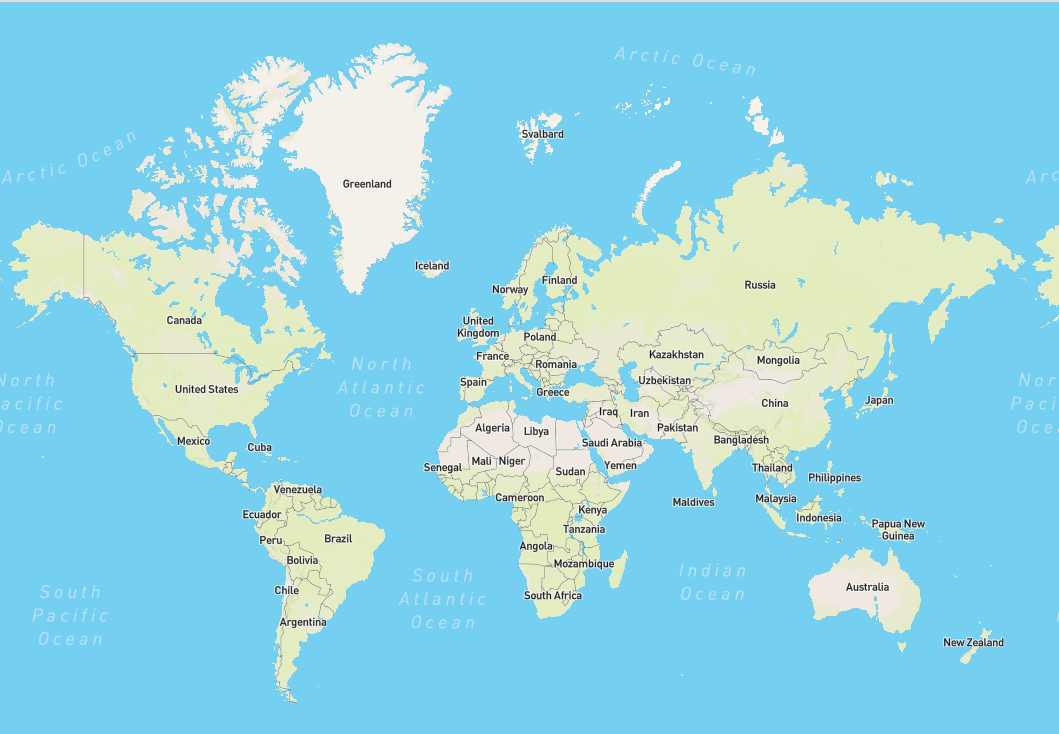 Arctic Ocean
Svalbard
Arctic Ocean
Arc
Greenland
Iceland
Finland
Norway
Russia
Canada
United
Kingdom
Poland
France
Romania
Kazakhstan
Mongolia
North
Atlantic
Ocean
North
acific
Ocean
Nor
Paci
Oce
United States
Spain
Greece
Uzbekistan
China
Japan
Iraq
Iran
Pakistan
Algeria
Libya
Mexico
Cuba
Saudi Arabia
Bangladesh
Senegal
Mali
Niger
Sudan
Yemen
Thailand
Philippines
Venezuela
Cameroon
Maldives
Malaysia
Ecuador
Kenya
Indonesia
Papua New
Guinea
Peru
Brazil
Tanzania
Angola
Bolivia
Mozambique
Chile
South
Pacific
Ocean
South
Atlantic
Ocean
Indian
Ocean
South Africa
Australia
Argentina
New Zealand